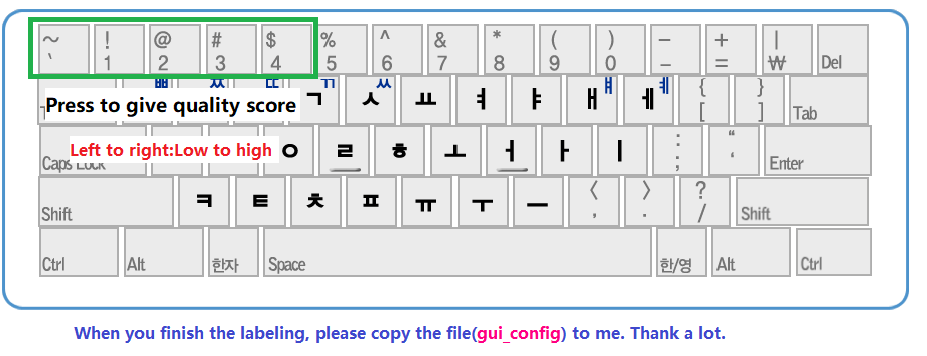 ~ ! @ # $ % ^ & * ( ) — + |
` 1 2 3 4 5 6 7 8 9 0 - = ₩ Del
ㅃ ㅆ ㄸ ㄲ ㅒ ㅖ
Press to give quality score ㄱ ㅅ ㅛ ㅕ ㅑ ㅐ ㅔ { [ } ] Tab
Left to right:Low to high ㅇ ㄹ ㅎ ㅗ ㅓ ㅏ ㅣ : ; “ ‘ Enter
Caps Lock
Shift ㅋ ㅌ ㅊ ㅍ ㅠ ㅜ ㅡ < , > . ? / Shift
Ctrl Alt 한자 Space 한/영 Alt Ctrl
When you finish the labeling, please copy the file(gui_config) to me. Thank a lot.